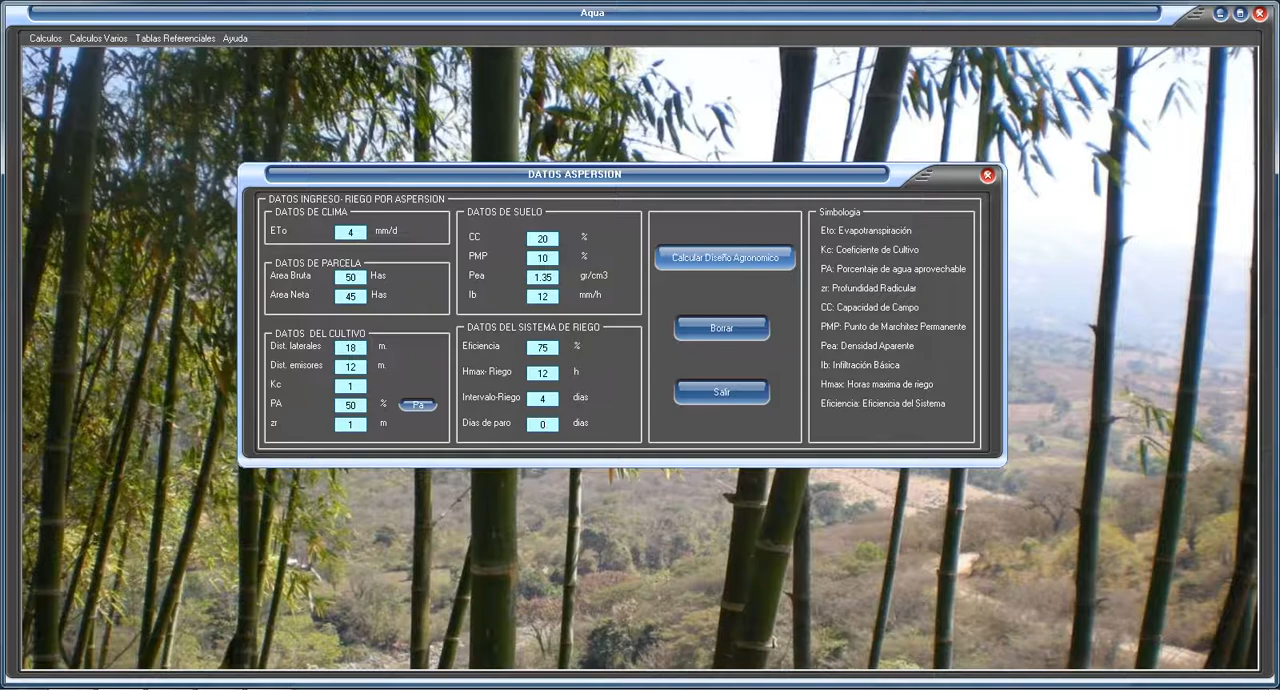 Aqua
Calculos Calculos Varios Tablas Referenciales Ayuda
DATOS ASPERSION
DATOS INGRESO- RIEGO POR ASPERSION
DATOS DE CLIMA
ETo 4 mm/d
DATOS DE PARCELA
Area Bruta 50 Has
Area Neta 45 Has
DATOS DEL CULTIVO
Dist. laterales 18 m.
Dist. emisores 12 m.
Kc 1
PA 50 % Pa
zr 1 m
DATOS DE SUELO
CC 20 %
PMP 10 %
Pea 1.35 gr/cm3
Ib 12 mm/h
DATOS DEL SISTEMA DE RIEGO
Eficiencia 75 %
Hmax- Riego 12 h
Intervalo-Riego 4 dias
Dias de paro 0 dias
Calcular Diseño Agronomico
Borrar
Salir
Simbologia
Eto: Evapotranspiración
Kc: Coeficiente de Cultivo
PA: Porcentaje de agua aprovechable
zr: Profundidad Radicular
CC: Capacidad de Campo
PMP: Punto de Marchitez Permanente
Pea: Densidad Aparente
Ib: Infiltración Básica
Hmax: Horas maxima de riego
Eficiencia: Eficiencia del Sistema